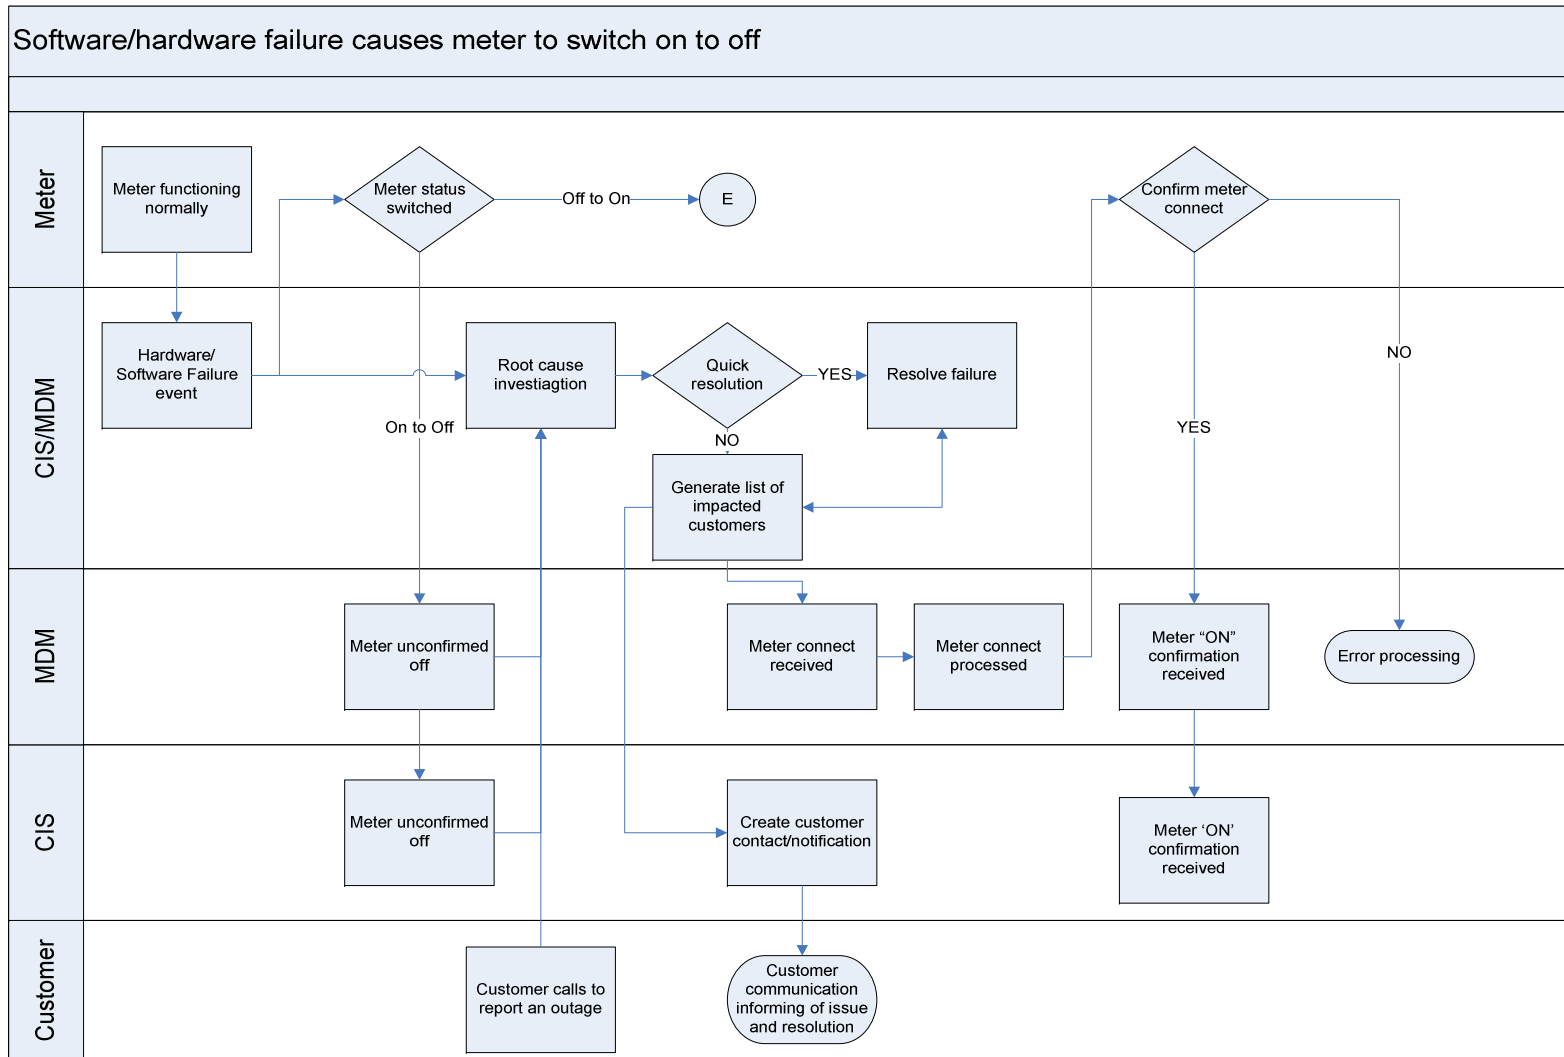 Software/hardware failure causes meter to switch on to off
Meter
Meter functioning
normally
Meter status
switched
Off to On
E
Confirm meter
connect
CIS/MDM
Hardware/
Software Failure
event
On to Off
Root cause
investiagtion
Quick
resolution
YES
Resolve failure
NO
Generate list of
impacted
customers
YES
NO
MDM
Meter unconfirmed
off
Meter connect
received
Meter connect
processed
Meter “ON”
confirmation
received
Error processing
CIS
Meter unconfirmed
off
Create customer
contact/notification
Meter ‘ON’
confirmation
received
Customer
Customer calls to
report an outage
Customer
communication
informing of issue
and resolution